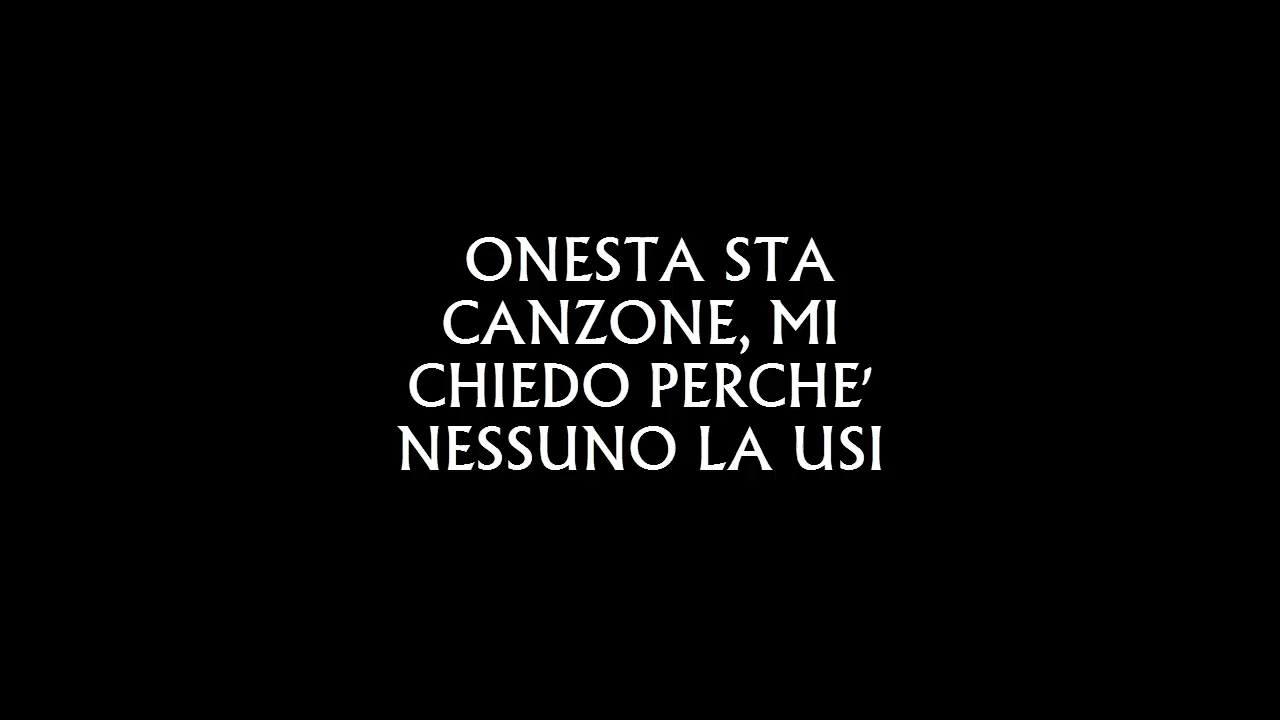 ONESTA STA
CANZONE, MI
CHIEDO PERCHE'
NESSUNO LA USI